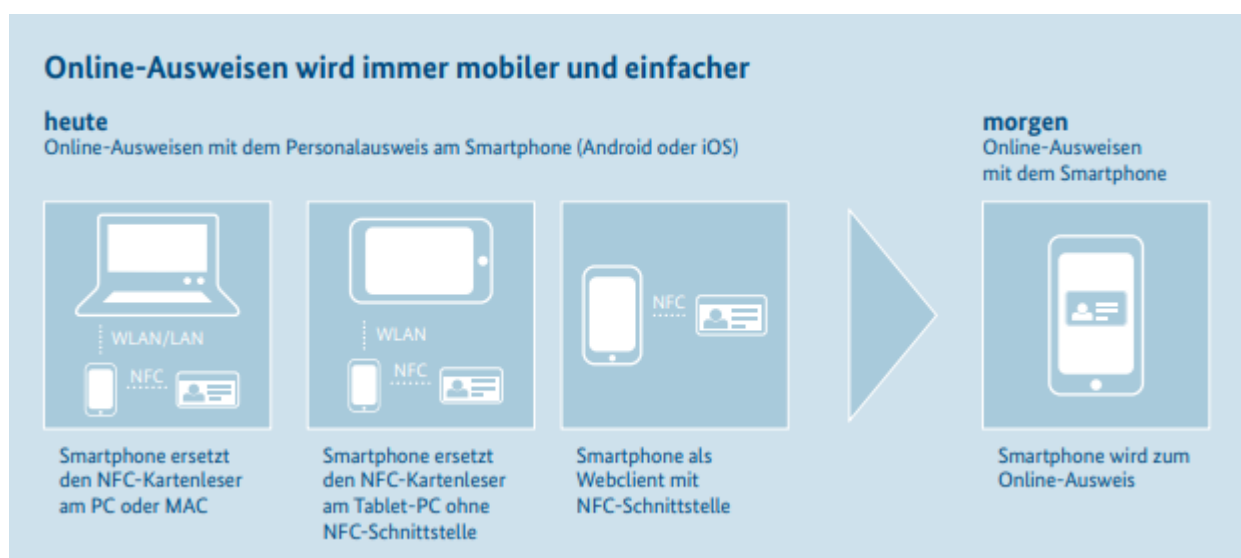 Online-Ausweisen wird immer mobiler und einfacher
heute
Online-Ausweisen mit dem Personalausweis am Smartphone (Android oder iOS)
morgen
Online-Ausweisen
mit dem Smartphone
WLAN/LAN
NFC
WLAN
NFC
NFC
Smartphone ersetzt
den NFC-Kartenleser
am PC oder MAC
Smartphone ersetzt
den NFC-Kartenleser
am Tablet-PC ohne
NFC-Schnittstelle
Smartphone als
Webclient mit
NFC-Schnittstelle
Smartphone wird zum
Online-Ausweis